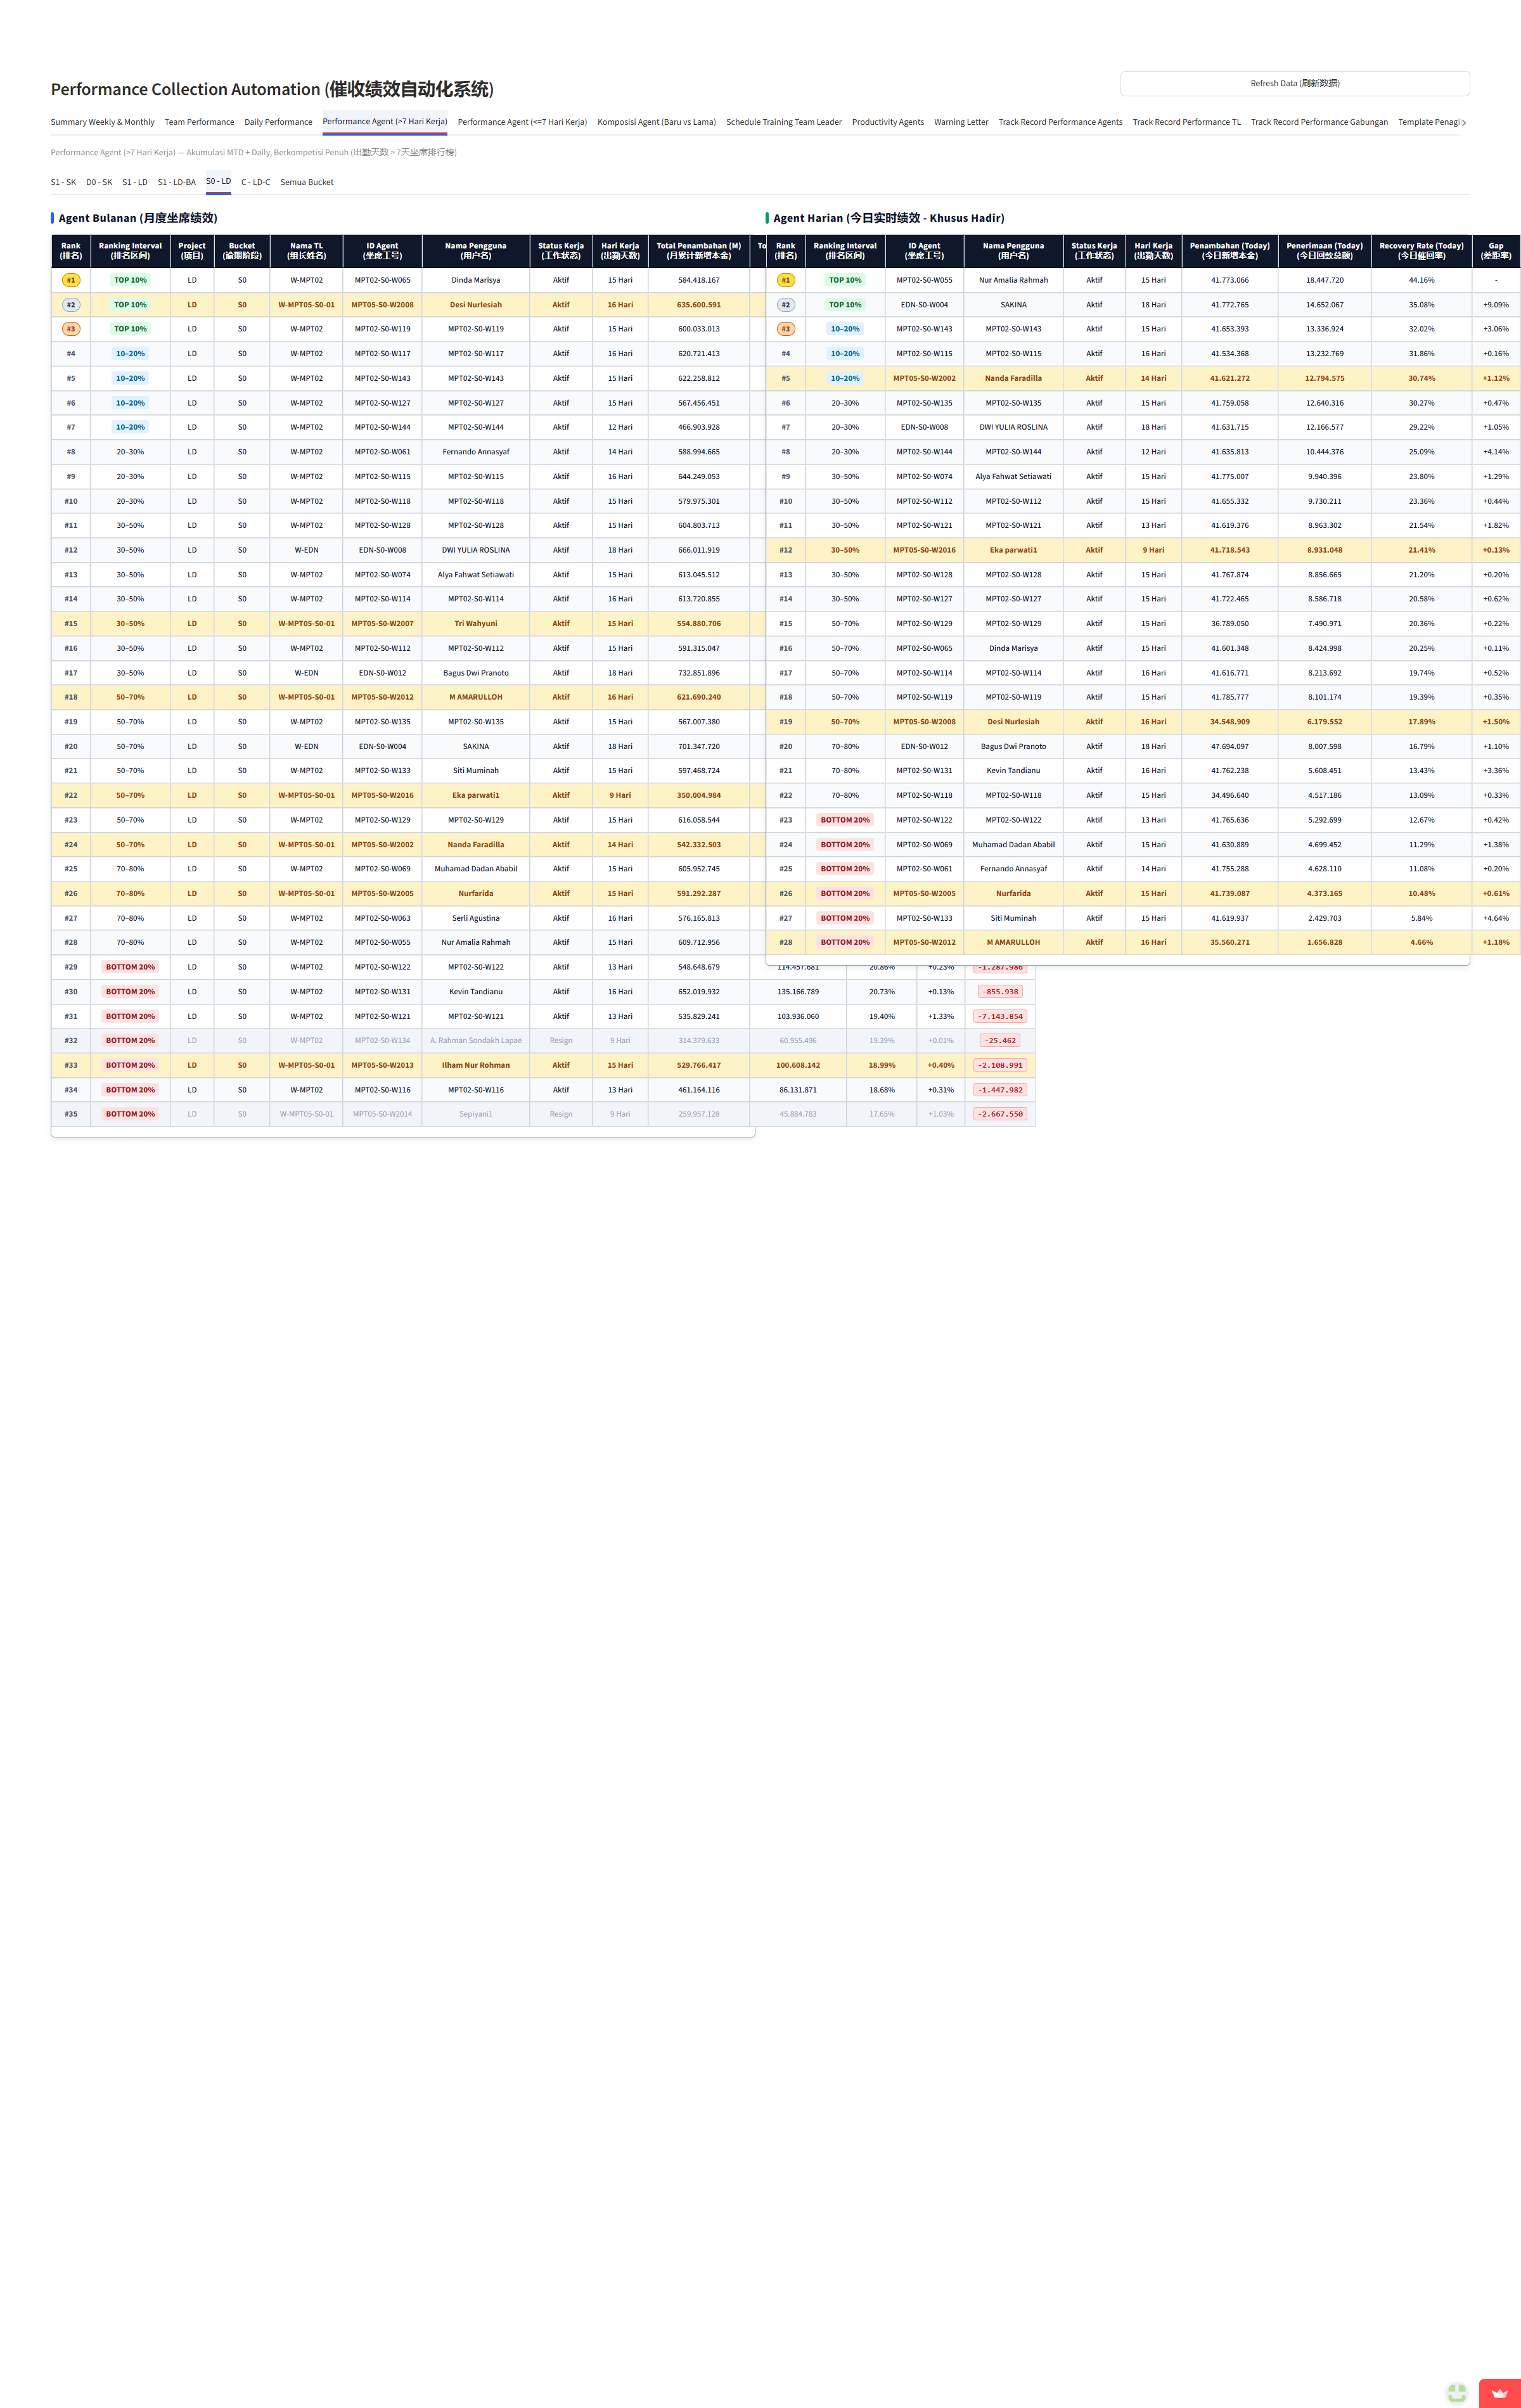 Performance Collection Automation (催收绩效自动化系统)
Refresh Data (刷新数据)
Summary Weekly & Monthly Team Performance Daily Performance Performance Agent (>7 Hari Kerja) Performance Agent (<=7 Hari Kerja) Komposisi Agent (Baru vs Lama) Schedule Training Team Leader Productivity Agents Warning Letter Track Record Performance Agents Track Record Performance TL Track Record Performance Gabungan Template Penagi
Performance Agent (>7 Hari Kerja) — Akumulasi MTD + Daily, Berkompetisi Penuh (出勤天数 > 7天坐席排行榜)
S1 - SK D0 - SK S1 - LD S1 - LD-BA S0 - LD C - LD-C Semua Bucket
Agent Bulanan (月度坐席绩效)
Rank Ranking Interval Project Bucket Nama TL ID Agent Nama Pengguna Status Kerja Hari Kerja Total Penambahan (M) To
(排名) (排名区间) (项目) (逾期阶段) (组长姓名) (坐席工号) (用户名) (工作状态) (出勤天数) (月累计新增本金)
#1 TOP 10% LD S0 W-MPT02 MPT02-S0-W065 Dinda Marisya Aktif 15 Hari 584.418.167
#2 TOP 10% LD S0 W-MPT05-S0-01 MPT05-S0-W2008 Desi Nurlesiah Aktif 16 Hari 635.600.591
#3 TOP 10% LD S0 W-MPT02 MPT02-S0-W119 MPT02-S0-W119 Aktif 15 Hari 600.033.013
#4 10–20% LD S0 W-MPT02 MPT02-S0-W117 MPT02-S0-W117 Aktif 16 Hari 620.721.413
#5 10–20% LD S0 W-MPT02 MPT02-S0-W143 MPT02-S0-W143 Aktif 15 Hari 622.258.812
#6 10–20% LD S0 W-MPT02 MPT02-S0-W127 MPT02-S0-W127 Aktif 15 Hari 567.456.451
#7 10–20% LD S0 W-MPT02 MPT02-S0-W144 MPT02-S0-W144 Aktif 12 Hari 466.903.928
#8 20–30% LD S0 W-MPT02 MPT02-S0-W061 Fernando Annasyaf Aktif 14 Hari 588.994.665
#9 20–30% LD S0 W-MPT02 MPT02-S0-W115 MPT02-S0-W115 Aktif 16 Hari 644.249.053
#10 20–30% LD S0 W-MPT02 MPT02-S0-W118 MPT02-S0-W118 Aktif 15 Hari 579.975.301
#11 30–50% LD S0 W-MPT02 MPT02-S0-W128 MPT02-S0-W128 Aktif 15 Hari 604.803.713
#12 30–50% LD S0 W-EDN EDN-S0-W008 DWI YULIA ROSLINA Aktif 18 Hari 666.011.919
#13 30–50% LD S0 W-MPT02 MPT02-S0-W074 Alya Fahwat Setiawati Aktif 15 Hari 613.045.512
#14 30–50% LD S0 W-MPT02 MPT02-S0-W114 MPT02-S0-W114 Aktif 16 Hari 613.720.855
#15 30–50% LD S0 W-MPT05-S0-01 MPT05-S0-W2007 Tri Wahyuni Aktif 15 Hari 554.880.706
#16 30–50% LD S0 W-MPT02 MPT02-S0-W112 MPT02-S0-W112 Aktif 15 Hari 591.315.047
#17 30–50% LD S0 W-EDN EDN-S0-W012 Bagus Dwi Pranoto Aktif 18 Hari 732.851.896
#18 50–70% LD S0 W-MPT05-S0-01 MPT05-S0-W2012 M AMARULLOH Aktif 16 Hari 621.690.240
#19 50–70% LD S0 W-MPT02 MPT02-S0-W135 MPT02-S0-W135 Aktif 15 Hari 567.007.380
#20 50–70% LD S0 W-EDN EDN-S0-W004 SAKINA Aktif 18 Hari 701.347.720
#21 50–70% LD S0 W-MPT02 MPT02-S0-W133 Siti Muminah Aktif 15 Hari 597.468.724
#22 50–70% LD S0 W-MPT05-S0-01 MPT05-S0-W2016 Eka parwati1 Aktif 9 Hari 350.004.984
#23 50–70% LD S0 W-MPT02 MPT02-S0-W129 MPT02-S0-W129 Aktif 15 Hari 616.058.544
#24 50–70% LD S0 W-MPT05-S0-01 MPT05-S0-W2002 Nanda Faradilla Aktif 14 Hari 542.332.503
#25 70–80% LD S0 W-MPT02 MPT02-S0-W069 Muhamad Dadan Ababil Aktif 15 Hari 605.952.745
#26 70–80% LD S0 W-MPT05-S0-01 MPT05-S0-W2005 Nurfarida Aktif 15 Hari 591.292.287
#27 70–80% LD S0 W-MPT02 MPT02-S0-W063 Serli Agustina Aktif 16 Hari 576.165.813
#28 70–80% LD S0 W-MPT02 MPT02-S0-W055 Nur Amalia Rahmah Aktif 15 Hari 609.712.956
#29 BOTTOM 20% LD S0 W-MPT02 MPT02-S0-W122 MPT02-S0-W122 Aktif 13 Hari 548.648.679 114.457.681 20.86% +0.23% -1.287.986
#30 BOTTOM 20% LD S0 W-MPT02 MPT02-S0-W131 Kevin Tandianu Aktif 16 Hari 652.019.932 135.166.789 20.73% +0.13% -855.938
#31 BOTTOM 20% LD S0 W-MPT02 MPT02-S0-W121 MPT02-S0-W121 Aktif 13 Hari 535.829.241 103.936.060 19.40% +1.33% -7.143.854
#32 BOTTOM 20% LD S0 W-MPT02 MPT02-S0-W134 A. Rahman Sondakh Lapae Resign 9 Hari 314.379.633 60.955.496 19.39% +0.01% -25.462
#33 BOTTOM 20% LD S0 W-MPT05-S0-01 MPT05-S0-W2013 Ilham Nur Rohman Aktif 15 Hari 529.766.417 100.608.142 18.99% +0.40% -2.108.991
#34 BOTTOM 20% LD S0 W-MPT02 MPT02-S0-W116 MPT02-S0-W116 Aktif 13 Hari 461.164.116 86.131.871 18.68% +0.31% -1.447.982
#35 BOTTOM 20% LD S0 W-MPT05-S0-01 MPT05-S0-W2014 Sepiyani1 Resign 9 Hari 259.957.128 45.884.783 17.65% +1.03% -2.667.550
Agent Harian (今日实时绩效 - Khusus Hadir)
Rank Ranking Interval ID Agent Nama Pengguna Status Kerja Hari Kerja Penambahan (Today) Penerimaan (Today) Recovery Rate (Today) Gap
(排名) (排名区间) (坐席工号) (用户名) (工作状态) (出勤天数) (今日新增本金) (今日回款总额) (今日催回率) (差距率)
#1 TOP 10% MPT02-S0-W055 Nur Amalia Rahmah Aktif 15 Hari 41.773.066 18.447.720 44.16% -
#2 TOP 10% EDN-S0-W004 SAKINA Aktif 18 Hari 41.772.765 14.652.067 35.08% +9.09%
#3 10–20% MPT02-S0-W143 MPT02-S0-W143 Aktif 15 Hari 41.653.393 13.336.924 32.02% +3.06%
#4 10–20% MPT02-S0-W115 MPT02-S0-W115 Aktif 16 Hari 41.534.368 13.232.769 31.86% +0.16%
#5 10–20% MPT05-S0-W2002 Nanda Faradilla Aktif 14 Hari 41.621.272 12.794.575 30.74% +1.12%
#6 20–30% MPT02-S0-W135 MPT02-S0-W135 Aktif 15 Hari 41.759.058 12.640.316 30.27% +0.47%
#7 20–30% EDN-S0-W008 DWI YULIA ROSLINA Aktif 18 Hari 41.631.715 12.166.577 29.22% +1.05%
#8 20–30% MPT02-S0-W144 MPT02-S0-W144 Aktif 12 Hari 41.635.813 10.444.376 25.09% +4.14%
#9 30–50% MPT02-S0-W074 Alya Fahwat Setiawati Aktif 15 Hari 41.775.007 9.940.396 23.80% +1.29%
#10 30–50% MPT02-S0-W112 MPT02-S0-W112 Aktif 15 Hari 41.655.332 9.730.211 23.36% +0.44%
#11 30–50% MPT02-S0-W121 MPT02-S0-W121 Aktif 13 Hari 41.619.376 8.963.302 21.54% +1.82%
#12 30–50% MPT05-S0-W2016 Eka parwati1 Aktif 9 Hari 41.718.543 8.931.048 21.41% +0.13%
#13 30–50% MPT02-S0-W128 MPT02-S0-W128 Aktif 15 Hari 41.767.874 8.856.665 21.20% +0.20%
#14 30–50% MPT02-S0-W127 MPT02-S0-W127 Aktif 15 Hari 41.722.465 8.586.718 20.58% +0.62%
#15 50–70% MPT02-S0-W129 MPT02-S0-W129 Aktif 15 Hari 36.789.050 7.490.971 20.36% +0.22%
#16 50–70% MPT02-S0-W065 Dinda Marisya Aktif 15 Hari 41.601.348 8.424.998 20.25% +0.11%
#17 50–70% MPT02-S0-W114 MPT02-S0-W114 Aktif 16 Hari 41.616.771 8.213.692 19.74% +0.52%
#18 50–70% MPT02-S0-W119 MPT02-S0-W119 Aktif 15 Hari 41.785.777 8.101.174 19.39% +0.35%
#19 50–70% MPT05-S0-W2008 Desi Nurlesiah Aktif 16 Hari 34.548.909 6.179.552 17.89% +1.50%
#20 70–80% EDN-S0-W012 Bagus Dwi Pranoto Aktif 18 Hari 47.694.097 8.007.598 16.79% +1.10%
#21 70–80% MPT02-S0-W131 Kevin Tandianu Aktif 16 Hari 41.762.238 5.608.451 13.43% +3.36%
#22 70–80% MPT02-S0-W118 MPT02-S0-W118 Aktif 15 Hari 34.496.640 4.517.186 13.09% +0.33%
#23 BOTTOM 20% MPT02-S0-W122 MPT02-S0-W122 Aktif 13 Hari 41.765.636 5.292.699 12.67% +0.42%
#24 BOTTOM 20% MPT02-S0-W069 Muhamad Dadan Ababil Aktif 15 Hari 41.630.889 4.699.452 11.29% +1.38%
#25 BOTTOM 20% MPT02-S0-W061 Fernando Annasyaf Aktif 14 Hari 41.755.288 4.628.110 11.08% +0.20%
#26 BOTTOM 20% MPT05-S0-W2005 Nurfarida Aktif 15 Hari 41.739.087 4.373.165 10.48% +0.61%
#27 BOTTOM 20% MPT02-S0-W133 Siti Muminah Aktif 15 Hari 41.619.937 2.429.703 5.84% +4.64%
#28 BOTTOM 20% MPT05-S0-W2012 M AMARULLOH Aktif 16 Hari 35.560.271 1.656.828 4.66% +1.18%